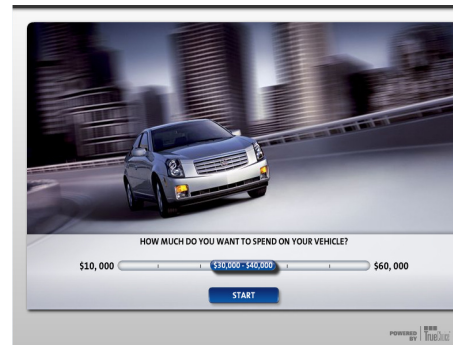 HOW MUCH DO YOU WANT TO SPEND ON YOUR VEHICLE?
$10, 000 $30,000 - $40,000 $60, 000
START
POWERED BY TrueChoice